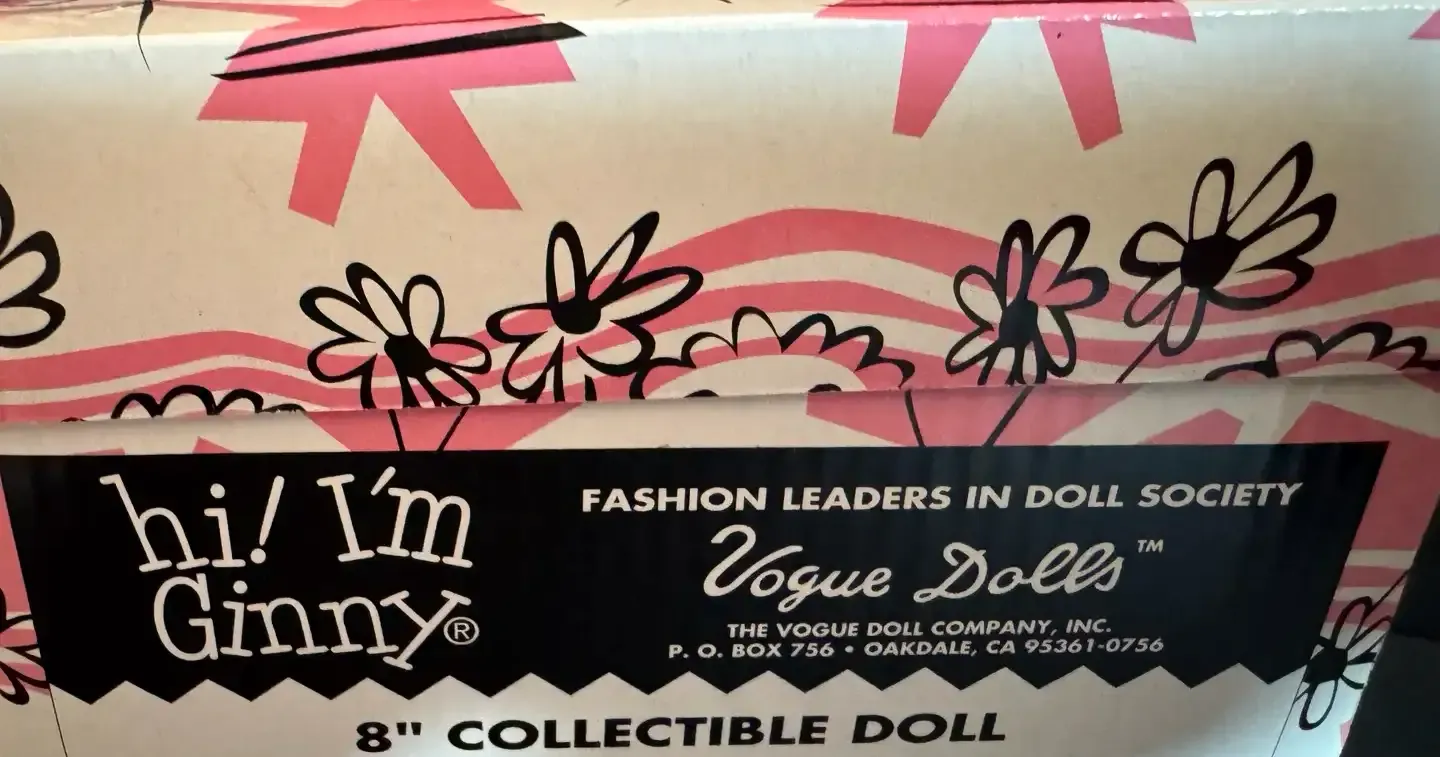 hi! I'm
Ginny®
FASHION LEADERS IN DOLL SOCIETY
Vogue Dolls™
THE VOGUE DOLL COMPANY, INC.
P. O. BOX 756 • OAKDALE, CA 95361-0756
8" COLLECTIBLE DOLL